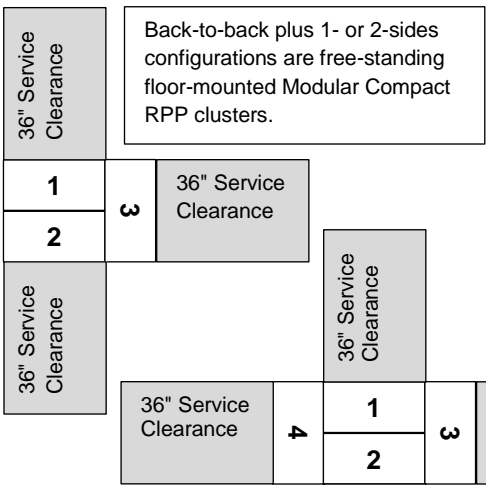 Back-to-back plus 1- or 2-sides
configurations are free-standing
floor-mounted Modular Compact
RPP clusters.
36" Service
Clearance
1
2
3
36" Service
Clearance
36" Service
Clearance
36" Service
Clearance
36" Service
Clearance
4
1
2
3